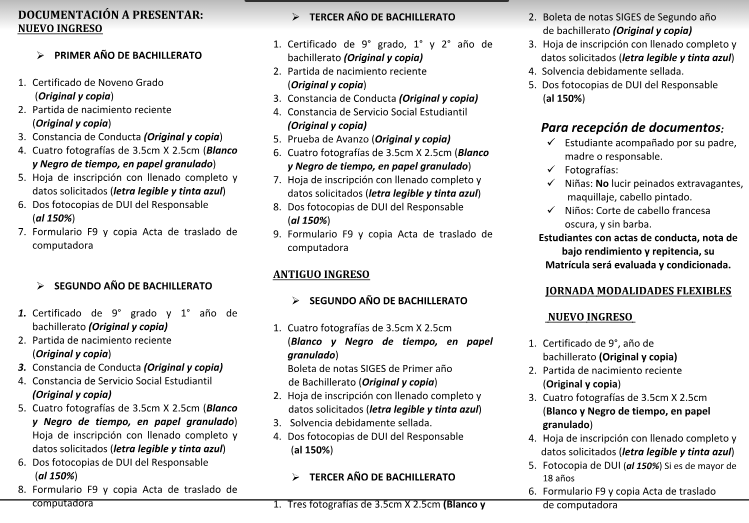 DOCUMENTACIÓN A PRESENTAR:
NUEVO INGRESO
➢ PRIMER AÑO DE BACHILLERATO
1. Certificado de Noveno Grado
(Original y copia)
2. Partida de nacimiento reciente
(Original y copia)
3. Constancia de Conducta (Original y copia)
4. Cuatro fotografías de 3.5cm X 2.5cm (Blanco
y Negro de tiempo, en papel granulado)
5. Hoja de inscripción con llenado completo y
datos solicitados (letra legible y tinta azul)
6. Dos fotocopias de DUI del Responsable
(al 150%)
7. Formulario F9 y copia Acta de traslado de
computadora
➢ SEGUNDO AÑO DE BACHILLERATO
1. Certificado de 9° grado y 1° año de
bachillerato (Original y copia)
2. Partida de nacimiento reciente
(Original y copia)
3. Constancia de Conducta (Original y copia)
4. Constancia de Servicio Social Estudiantil
(Original y copia)
5. Cuatro fotografías de 3.5cm X 2.5cm (Blanco
y Negro de tiempo, en papel granulado)
Hoja de inscripción con llenado completo y
datos solicitados (letra legible y tinta azul)
6. Dos fotocopias de DUI del Responsable
(al 150%)
8. Formulario F9 y copia Acta de traslado de
computadora
➢ TERCER AÑO DE BACHILLERATO
1. Certificado de 9° grado, 1° y 2° año de
bachillerato (Original y copia)
2. Partida de nacimiento reciente
(Original y copia)
3. Constancia de Conducta (Original y copia)
4. Constancia de Servicio Social Estudiantil
(Original y copia)
5. Prueba de Avanzo (Original y copia)
6. Cuatro fotografías de 3.5cm X 2.5cm (Blanco
y Negro de tiempo, en papel granulado)
7. Hoja de inscripción con llenado completo y
datos solicitados (letra legible y tinta azul)
8. Dos fotocopias de DUI del Responsable
(al 150%)
9. Formulario F9 y copia Acta de traslado de
computadora
ANTIGUO INGRESO
➢ SEGUNDO AÑO DE BACHILLERATO
1. Cuatro fotografías de 3.5cm X 2.5cm
(Blanco y Negro de tiempo, en papel
granulado)
Boleta de notas SIGES de Primer año
de Bachillerato (Original y copia)
2. Hoja de inscripción con llenado completo y
datos solicitados (letra legible y tinta azul)
3. Solvencia debidamente sellada.
4. Dos fotocopias de DUI del Responsable
(al 150%)
➢ TERCER AÑO DE BACHILLERATO
1. Tres fotografías de 3.5cm X 2.5cm (Blanco y
2. Boleta de notas SIGES de Segundo año
de bachillerato (Original y copia)
3. Hoja de inscripción con llenado completo y
datos solicitados (letra legible y tinta azul)
4. Solvencia debidamente sellada.
5. Dos fotocopias de DUI del Responsable
(al 150%)
Para recepción de documentos:
✓ Estudiante acompañado por su padre,
madre o responsable.
✓ Fotografías:
✓ Niñas: No lucir peinados extravagantes,
maquillaje, cabello pintado.
✓ Niños: Corte de cabello francesa
oscura, y sin barba.
Estudiantes con actas de conducta, nota de
bajo rendimiento y repitencia, su
Matrícula será evaluada y condicionada.
JORNADA MODALIDADES FLEXIBLES
NUEVO INGRESO
1. Certificado de 9°, año de
bachillerato (Original y copia)
2. Partida de nacimiento reciente
(Original y copia)
3. Cuatro fotografías de 3.5cm X 2.5cm
(Blanco y Negro de tiempo, en papel
granulado)
4. Hoja de inscripción con llenado completo y
datos solicitados (letra legible y tinta azul)
5. Fotocopia de DUI (al 150%) Si es de mayor de
18 años
6. Formulario F9 y copia Acta de traslado
de computadora